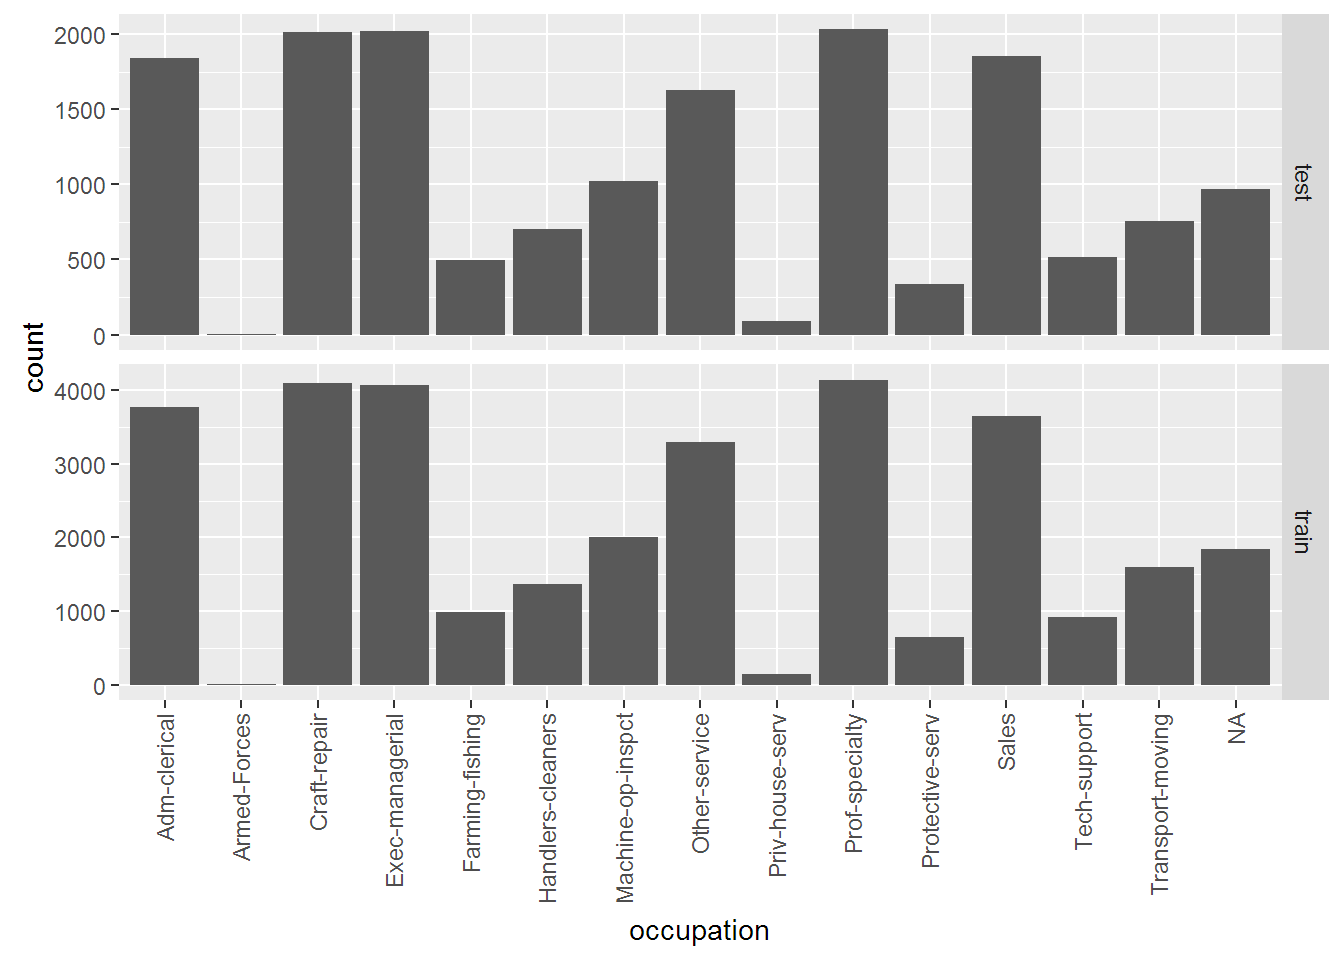 2000
1500
1000
500
0
test
4000
3000
2000
1000
0
train
count
Adm-clerical
Armed-Forces
Craft-repair
Exec-managerial
Farming-fishing
Handlers-cleaners
Machine-op-inspct
Other-service
Priv-house-serv
Prof-specialty
Protective-serv
Sales
Tech-support
Transport-moving
NA
occupation